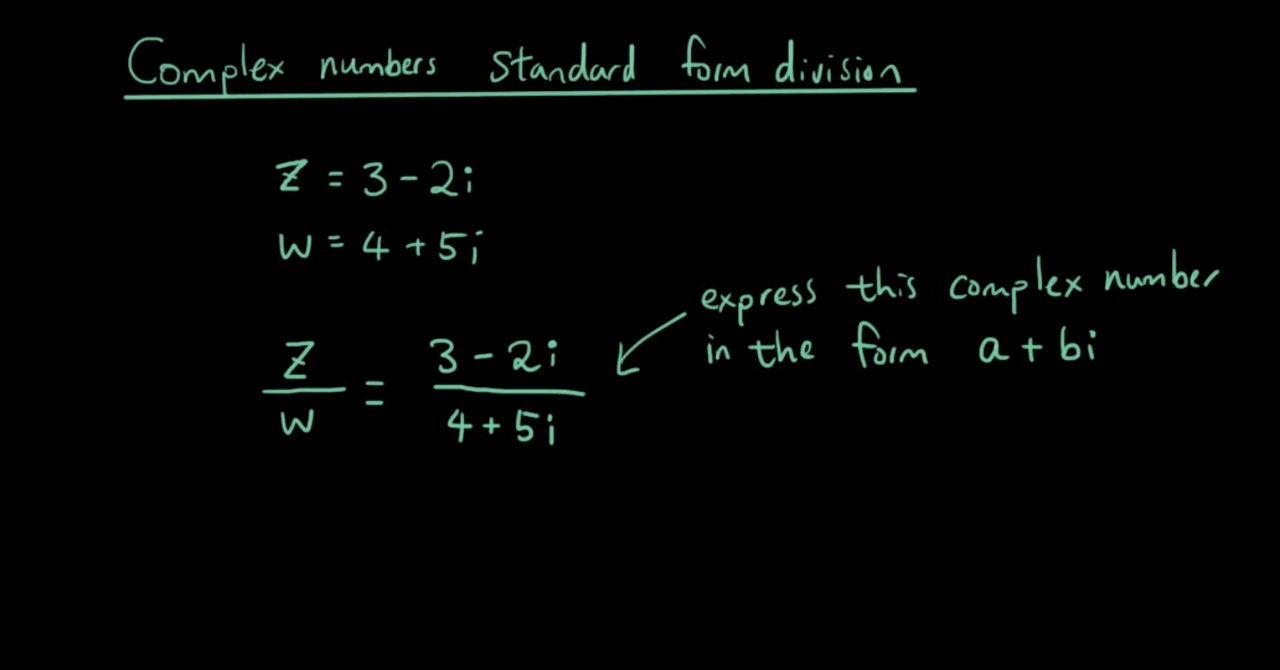 Complex numbers Standard form division
Z = 3 - 2i
W = 4 + 5i
express this complex number
in the form a + bi
Z/W = 3 - 2i/4 + 5i